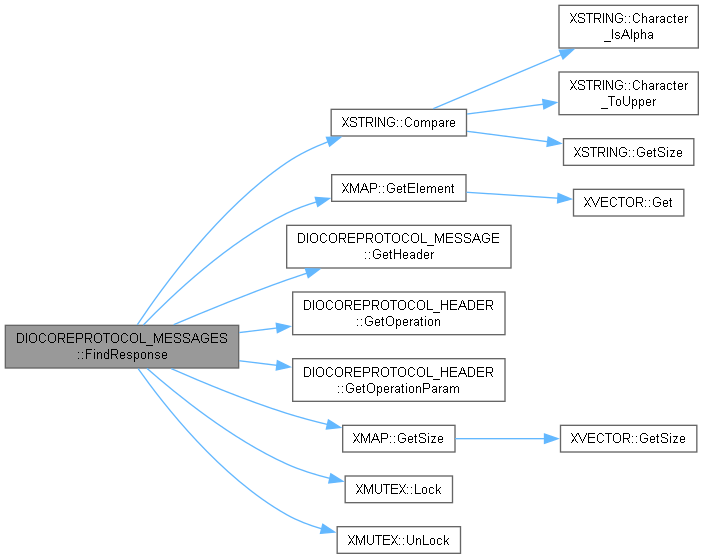 DIOCOREPROTOCOL_MESSAGES
::FindResponse
XSTRING::Compare
XSTRING::Character
_IsAlpha
XSTRING::Character
_ToUpper
XSTRING::GetSize
XMAP::GetElement
XVECTOR::Get
DIOCOREPROTOCOL_MESSAGE
::GetHeader
DIOCOREPROTOCOL_HEADER
::GetOperation
DIOCOREPROTOCOL_HEADER
::GetOperationParam
XMAP::GetSize
XVECTOR::GetSize
XMUTEX::Lock
XMUTEX::UnLock